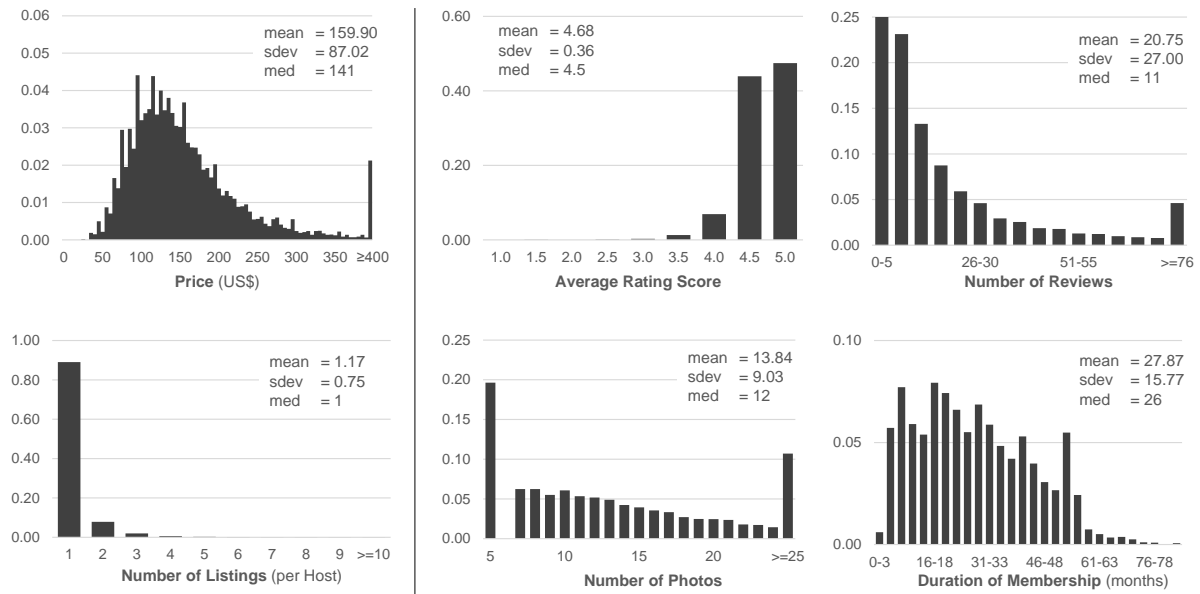 0.06
0.05
0.04
0.03
0.02
0.01
0.00
mean = 159.90
sdev = 87.02
med = 141
0 50 100 150 200 250 300 350 ≥400
Price (US$)
0.60
0.40
0.20
0.00
mean = 4.68
sdev = 0.36
med = 4.5
1.0 1.5 2.0 2.5 3.0 3.5 4.0 4.5 5.0
Average Rating Score
0.25
0.20
0.15
0.10
0.05
0.00
mean = 20.75
sdev = 27.00
med = 11
0-5 26-30 51-55 >=76
Number of Reviews
1.00
0.80
0.60
0.40
0.20
0.00
mean = 1.17
sdev = 0.75
med = 1
1 2 3 4 5 6 7 8 9 >=10
Number of Listings (per Host)
0.25
0.20
0.15
0.10
0.05
0.00
mean = 13.84
sdev = 9.03
med = 12
5 10 15 20 >=25
Number of Photos
0.10
0.05
0.00
mean = 27.87
sdev = 15.77
med = 26
0-3 16-18 31-33 46-48 61-63 76-78
Duration of Membership (months)